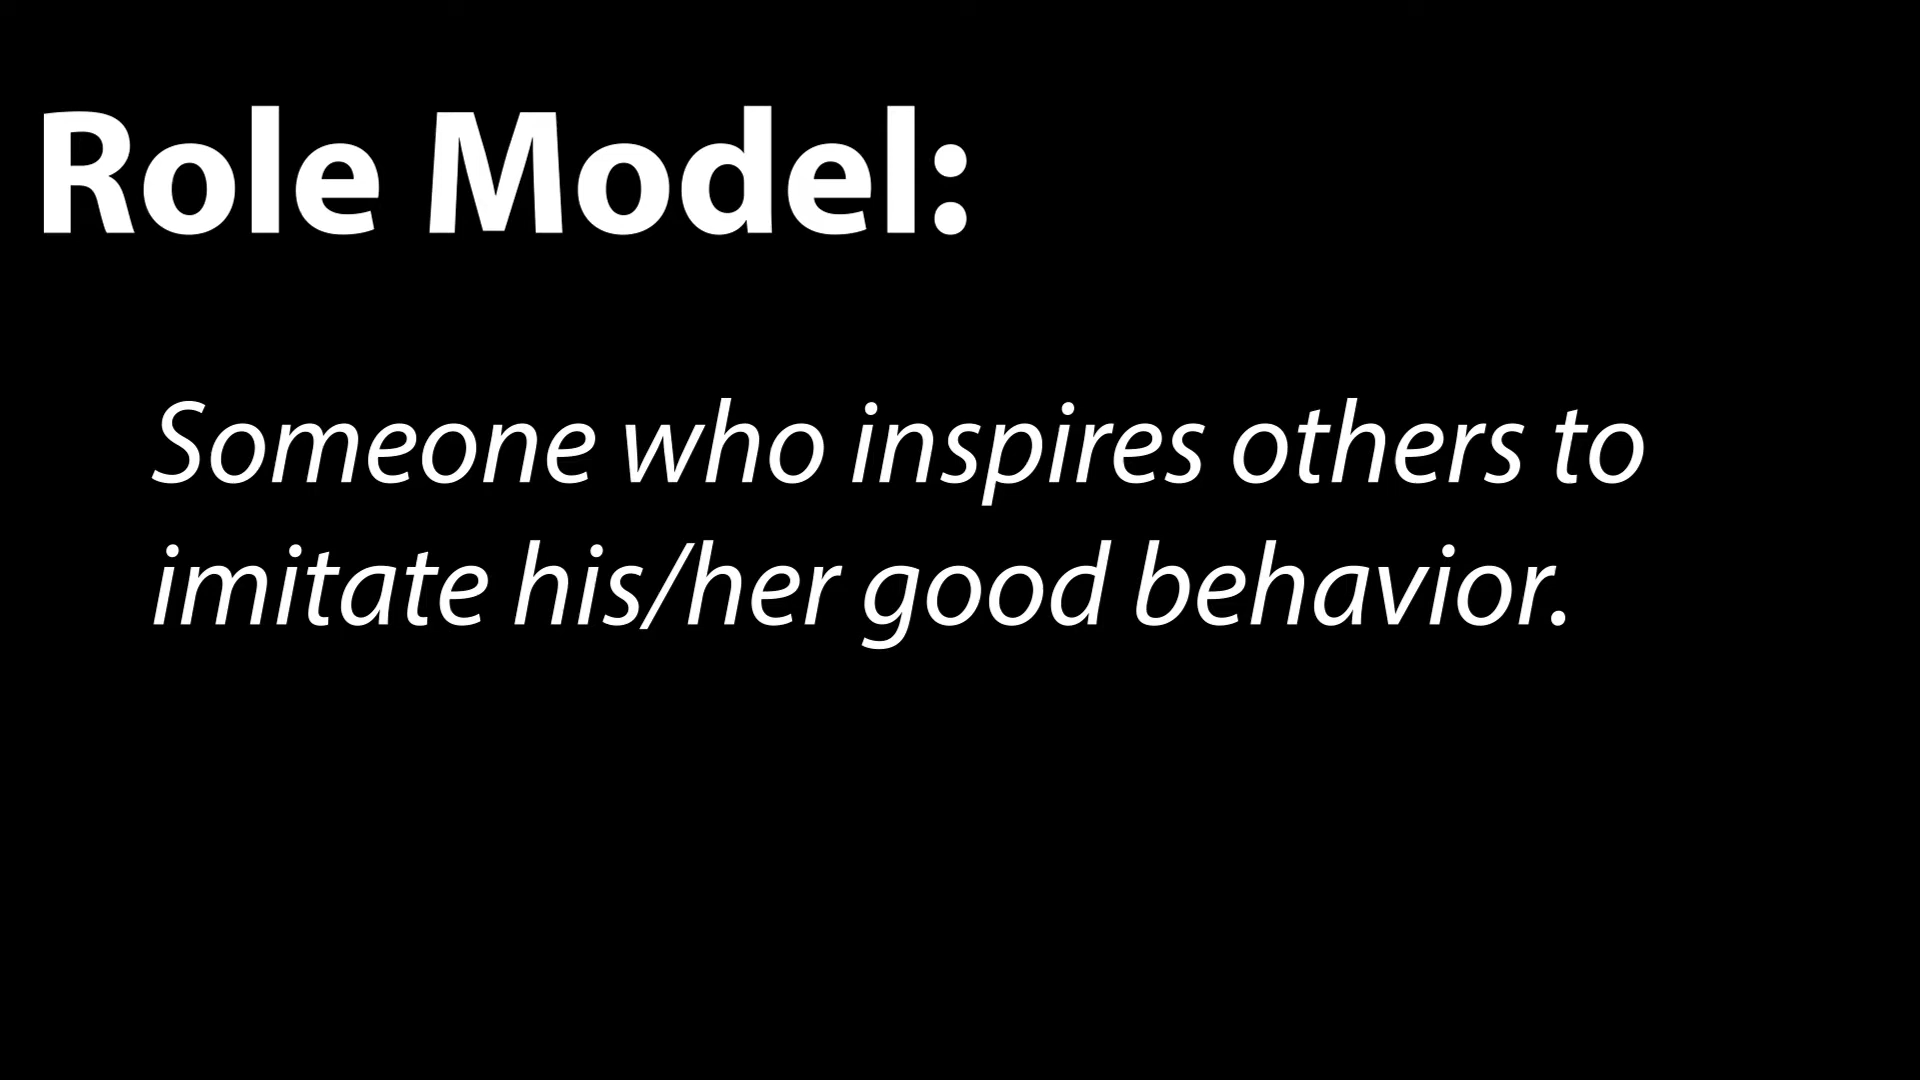 Role Model:
Someone who inspires others to
imitate his/her good behavior.